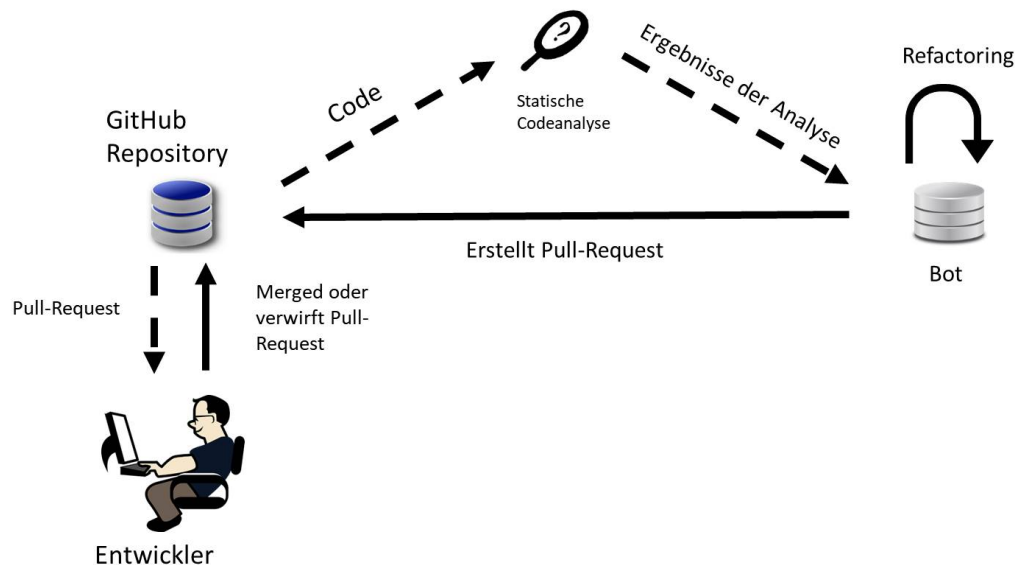 Code
?
Statische
Codeanalyse
Ergebnisse der Analyse
Refactoring
GitHub
Repository
Erstellt Pull-Request
Bot
Pull-Request
Merged oder
verwirft Pull-
Request
Entwickler